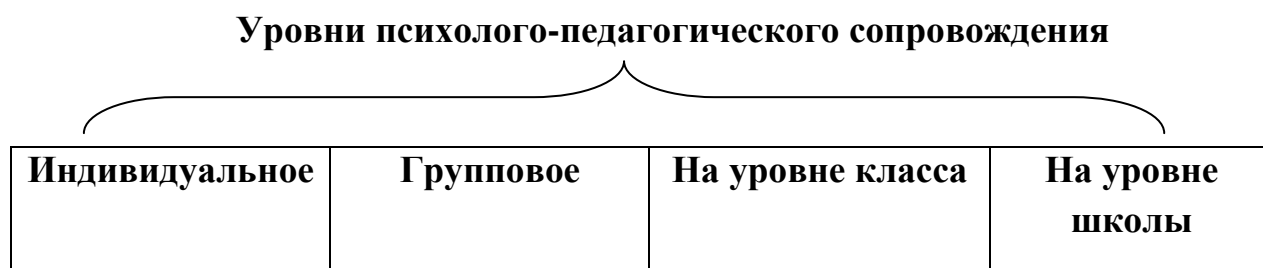 Уровни психолого-педагогического сопровождения
Индивидуальное
Групповое
На уровне класса
На уровне
школы